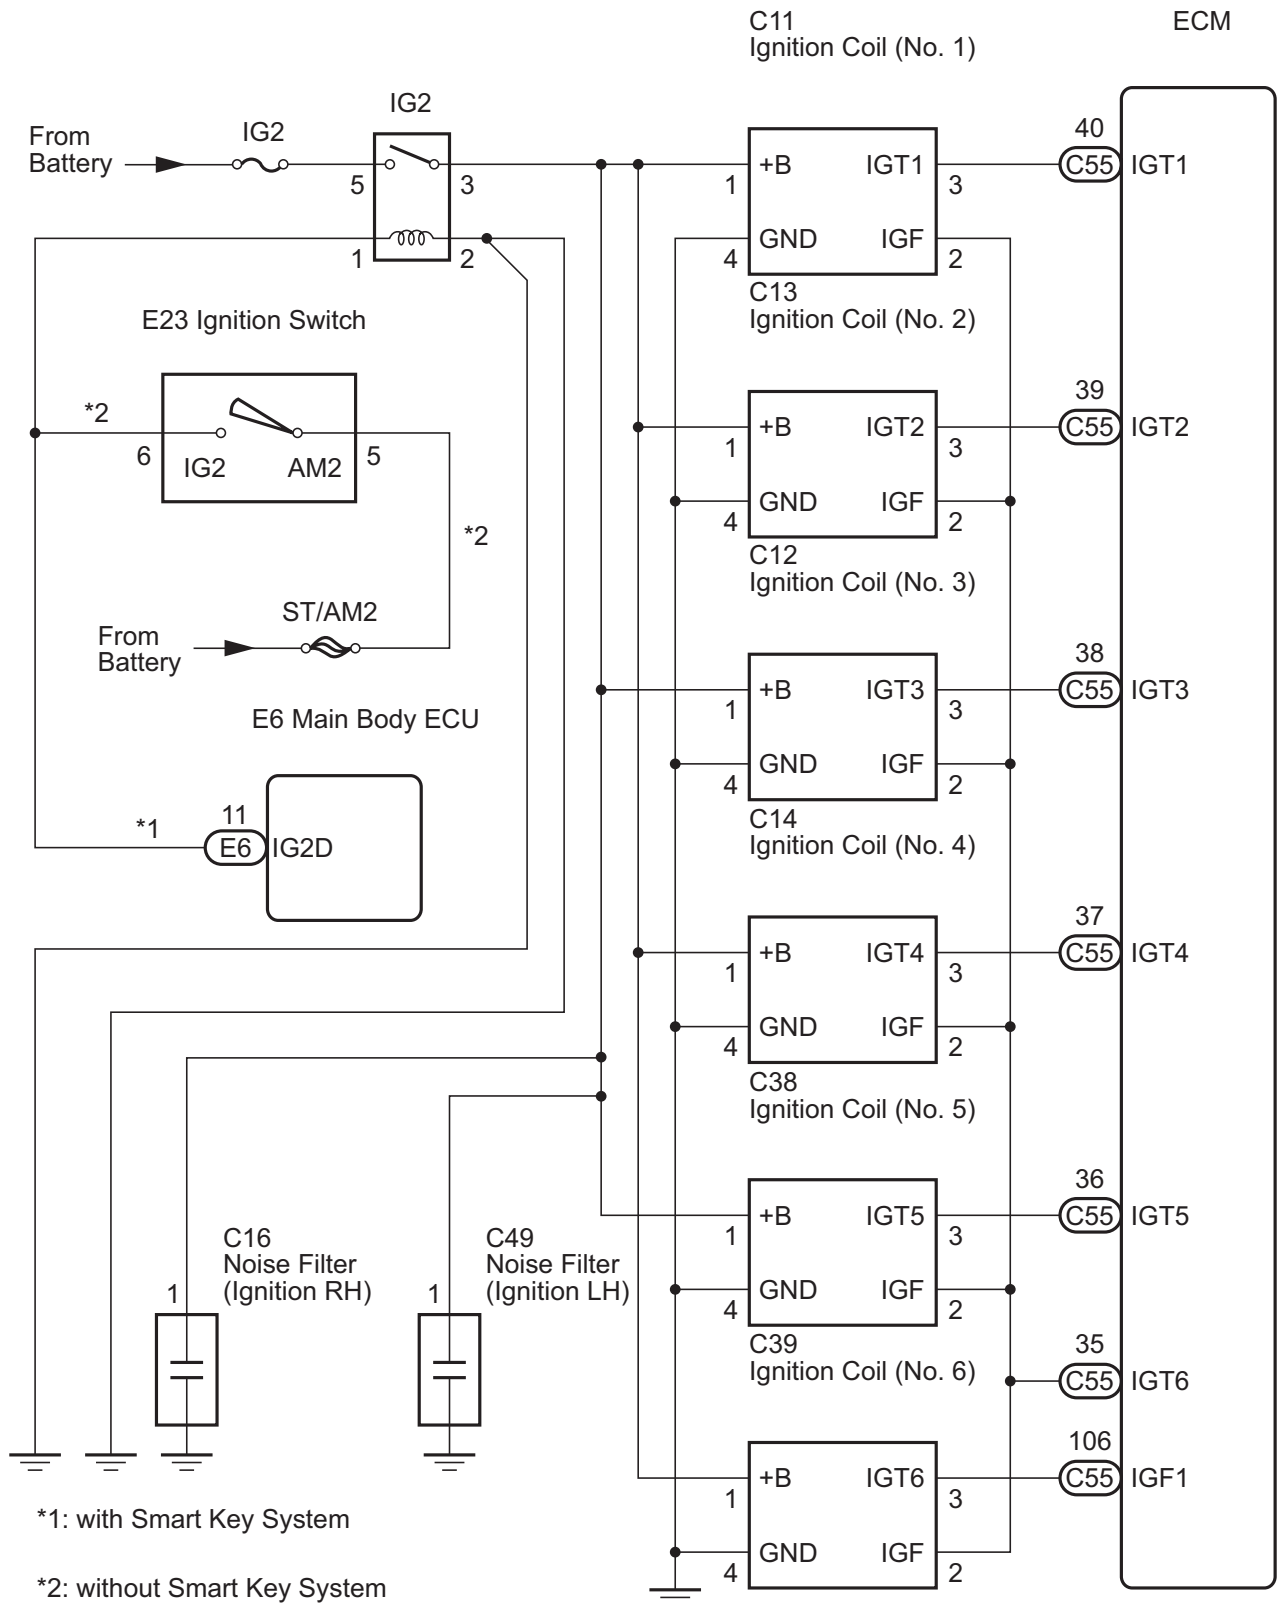 C11
Ignition Coil (No. 1)
ECM
IG2
IG2
From
Battery
5
3
1
2
+B
IGT1
1
3
GND
IGF
4
2
40
C55
IGT1
C13
Ignition Coil (No. 2)
E23 Ignition Switch
*2
6
IG2
AM2
5
*2
+B
IGT2
1
3
GND
IGF
4
2
39
C55
IGT2
C12
Ignition Coil (No. 3)
ST/AM2
From
Battery
+B
IGT3
1
3
GND
IGF
4
2
38
C55
IGT3
E6 Main Body ECU
*1
11
E6
IG2D
C14
Ignition Coil (No. 4)
+B
IGT4
1
3
GND
IGF
4
2
37
C55
IGT4
C38
Ignition Coil (No. 5)
+B
IGT5
1
3
GND
IGF
4
2
36
C55
IGT5
C16
Noise Filter
(Ignition RH)
1
C49
Noise Filter
(Ignition LH)
1
C39
Ignition Coil (No. 6)
35
C55
IGT6
+B
IGT6
1
3
GND
IGF
4
2
106
C55
IGF1
*1: with Smart Key System
*2: without Smart Key System